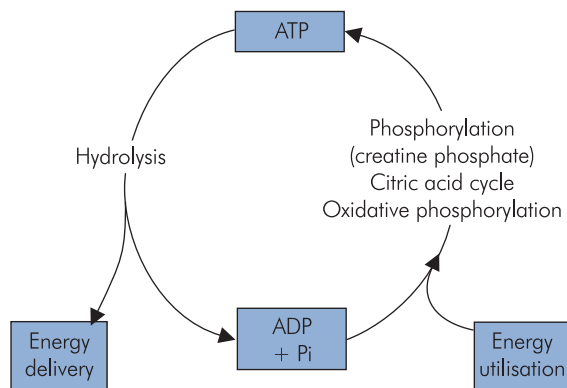 ATP
Hydrolysis
Phosphorylation
(creatine phosphate)
Citric acid cycle
Oxidative phosphorylation
Energy
delivery
ADP
+ Pi
Energy
utilisation